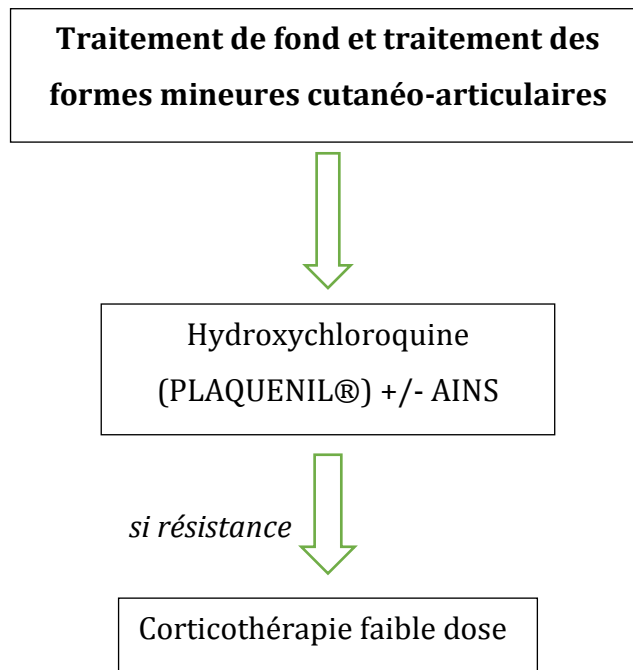 Traitement de fond et traitement des
formes mineures cutanéo-articulaires
Hydroxychloroquine
(PLAQUENIL®) +/- AINS
si résistance
Corticothérapie faible dose